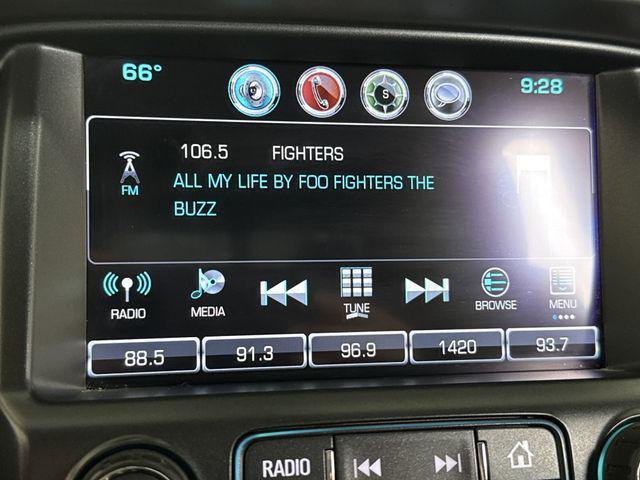 66° 9:28
S
106.5 FIGHTERS
FM
ALL MY LIFE BY FOO FIGHTERS THE
BUZZ
RADIO MEDIA TUNE BROWSE MENU
88.5 91.3 96.9 1420 93.7
RADIO